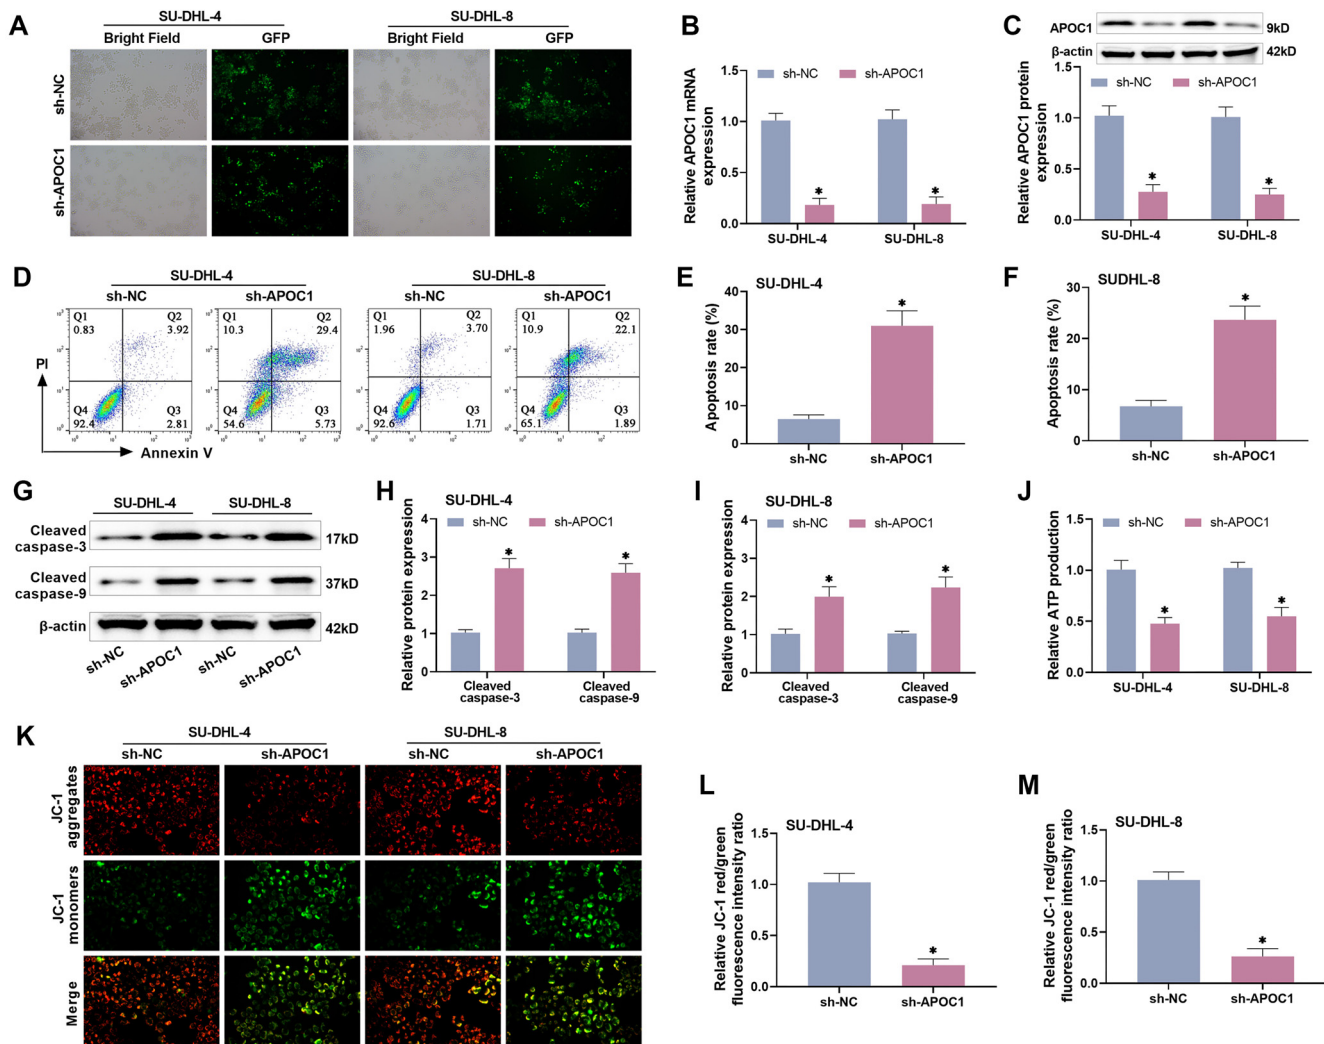 A
SU-DHL-4
SU-DHL-8
Bright Field
GFP
Bright Field
GFP
sh-NC
sh-APOC1
B
sh-NC
sh-APOC1
Relative APOC1 mRNA
expression
1.5
1.0
0.5
0.0
*
*
SU-DHL-4
SU-DHL-8
C
APOC1
9kD
β-actin
42kD
sh-NC
sh-APOC1
Relative APOC1 protein
expression
1.5
1.0
0.5
0.0
*
*
SU-DHL-4
SU-DHL-8
D
SU-DHL-4
SU-DHL-8
sh-NC
sh-APOC1
sh-NC
sh-APOC1
Q1
0.83
Q2
3.92
Q4
92.4
Q3
2.81
Q1
10.3
Q2
29.4
Q4
54.6
Q3
5.73
Q1
1.96
Q2
3.70
Q4
92.6
Q3
1.71
Q1
10.9
Q2
22.1
Q4
65.1
Q3
1.89
PI
Annexin V
E
SU-DHL-4
Apoptosis rate (%)
40
30
20
10
0
*
sh-NC
sh-APOC1
F
SUDHL-8
Apoptosis rate (%)
30
20
10
0
*
sh-NC
sh-APOC1
G
SU-DHL-4
SU-DHL-8
Cleaved
caspase-3
17kD
Cleaved
caspase-9
37kD
β-actin
42kD
sh-NC
sh-APOC1
sh-NC
sh-APOC1
H
SU-DHL-4
sh-NC
sh-APOC1
Relative protein expression
4
3
2
1
0
*
*
Cleaved
caspase-3
Cleaved
caspase-9
I
SU-DHL-8
sh-NC
sh-APOC1
Relative protein expression
4
3
2
1
0
*
*
Cleaved
caspase-3
Cleaved
caspase-9
J
sh-NC
sh-APOC1
Relative ATP production
1.5
1.0
0.5
0.0
*
*
SU-DHL-4
SU-DHL-8
K
SU-DHL-4
SU-DHL-8
sh-NC
sh-APOC1
sh-NC
sh-APOC1
JC-1
aggregates
JC-1
monomers
Merge
L
SU-DHL-4
Relative JC-1 red/green
fluorescence intensity ratio
1.5
1.0
0.5
0.0
*
sh-NC
sh-APOC1
M
SU-DHL-8
Relative JC-1 red/green
fluorescence intensity ratio
1.5
1.0
0.5
0.0
*
sh-NC
sh-APOC1